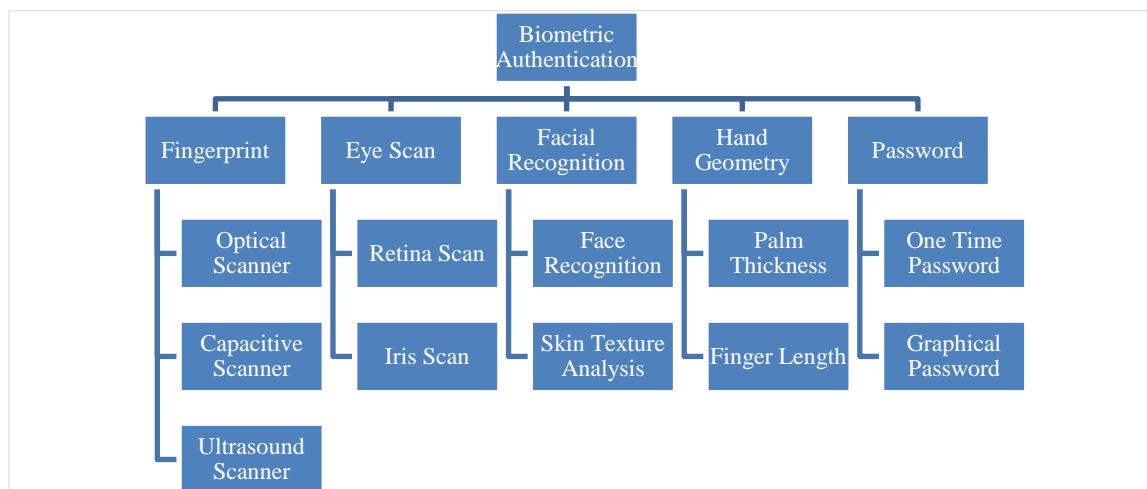 Biometric
Authentication
Fingerprint
Eye Scan
Facial
Recognition
Hand
Geometry
Password
Optical
Scanner
Retina Scan
Face
Recognition
Palm
Thickness
One Time
Password
Capacitive
Scanner
Iris Scan
Skin Texture
Analysis
Finger Length
Graphical
Password
Ultrasound
Scanner